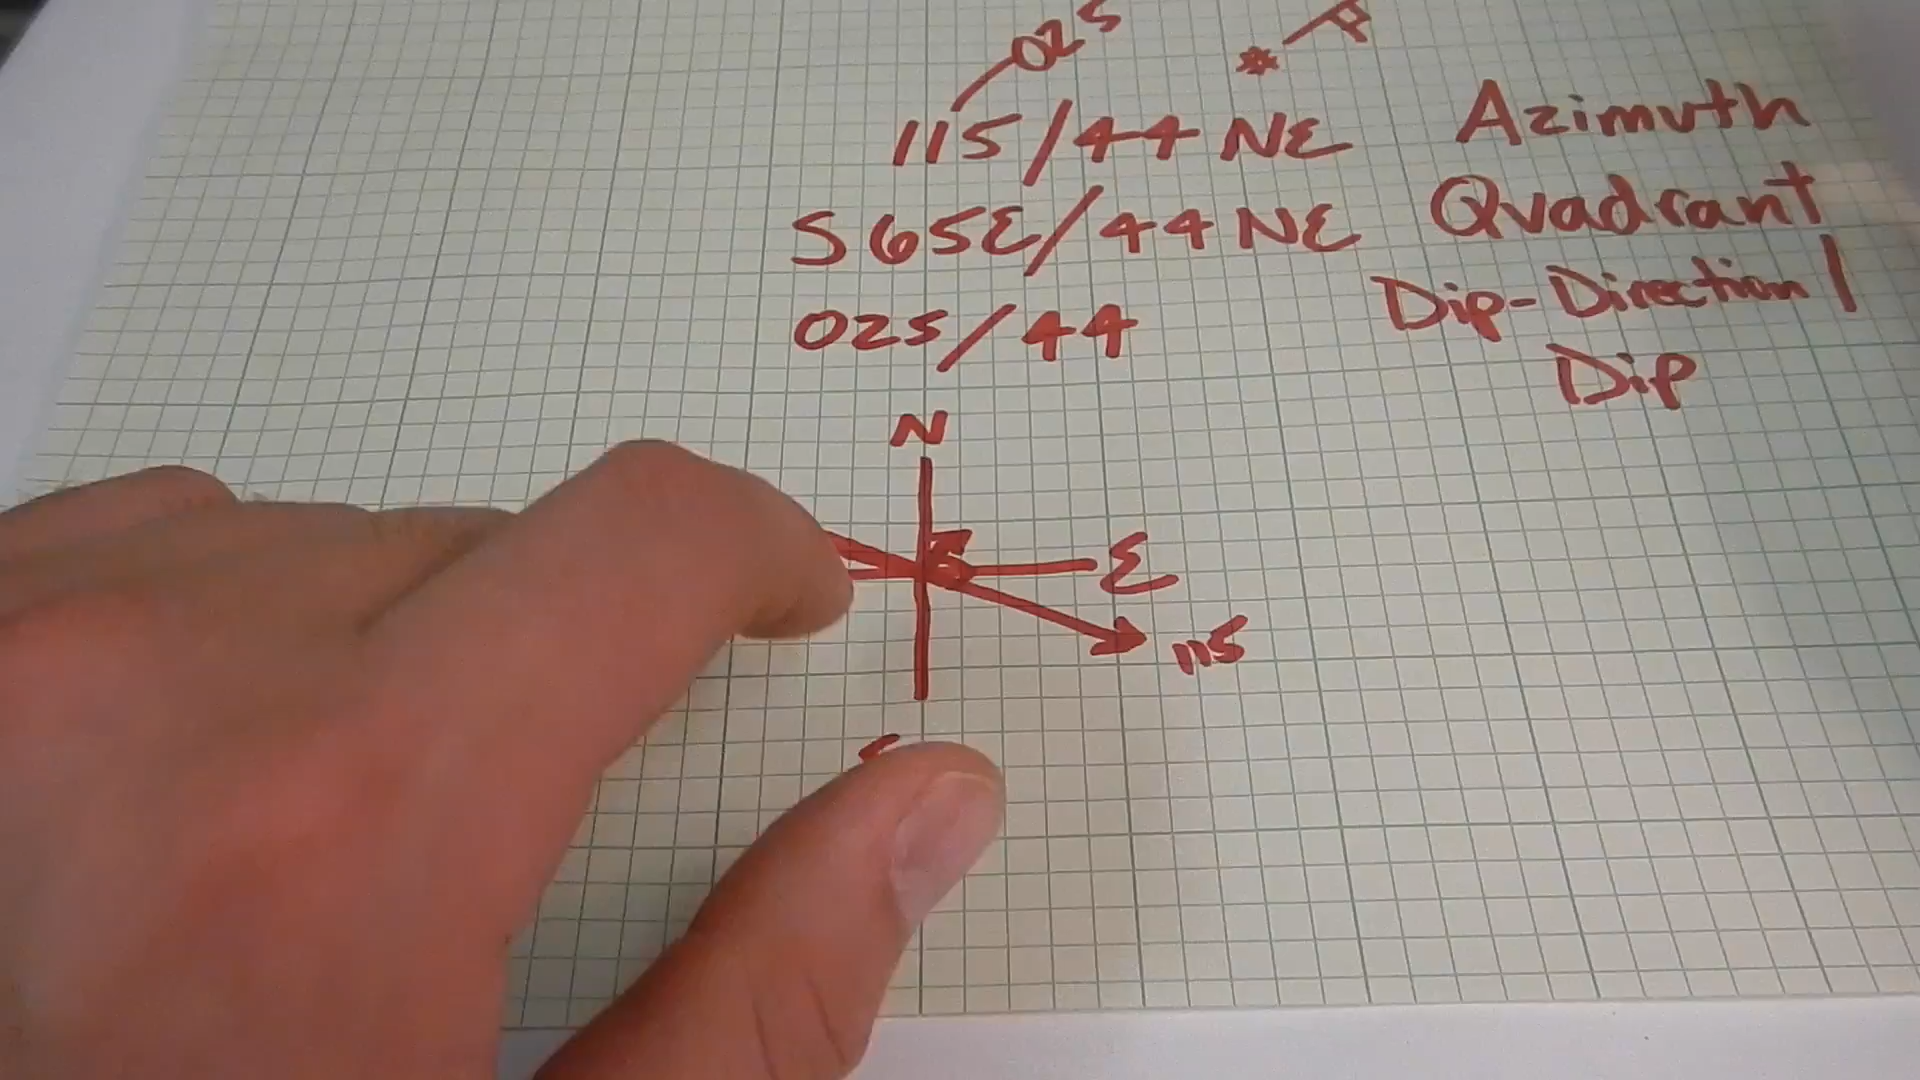 025
* 
115/44 NE Azimuth
S65E/44 NE Quadrant
025/44 Dip-Direction/
Dip
N
E
115